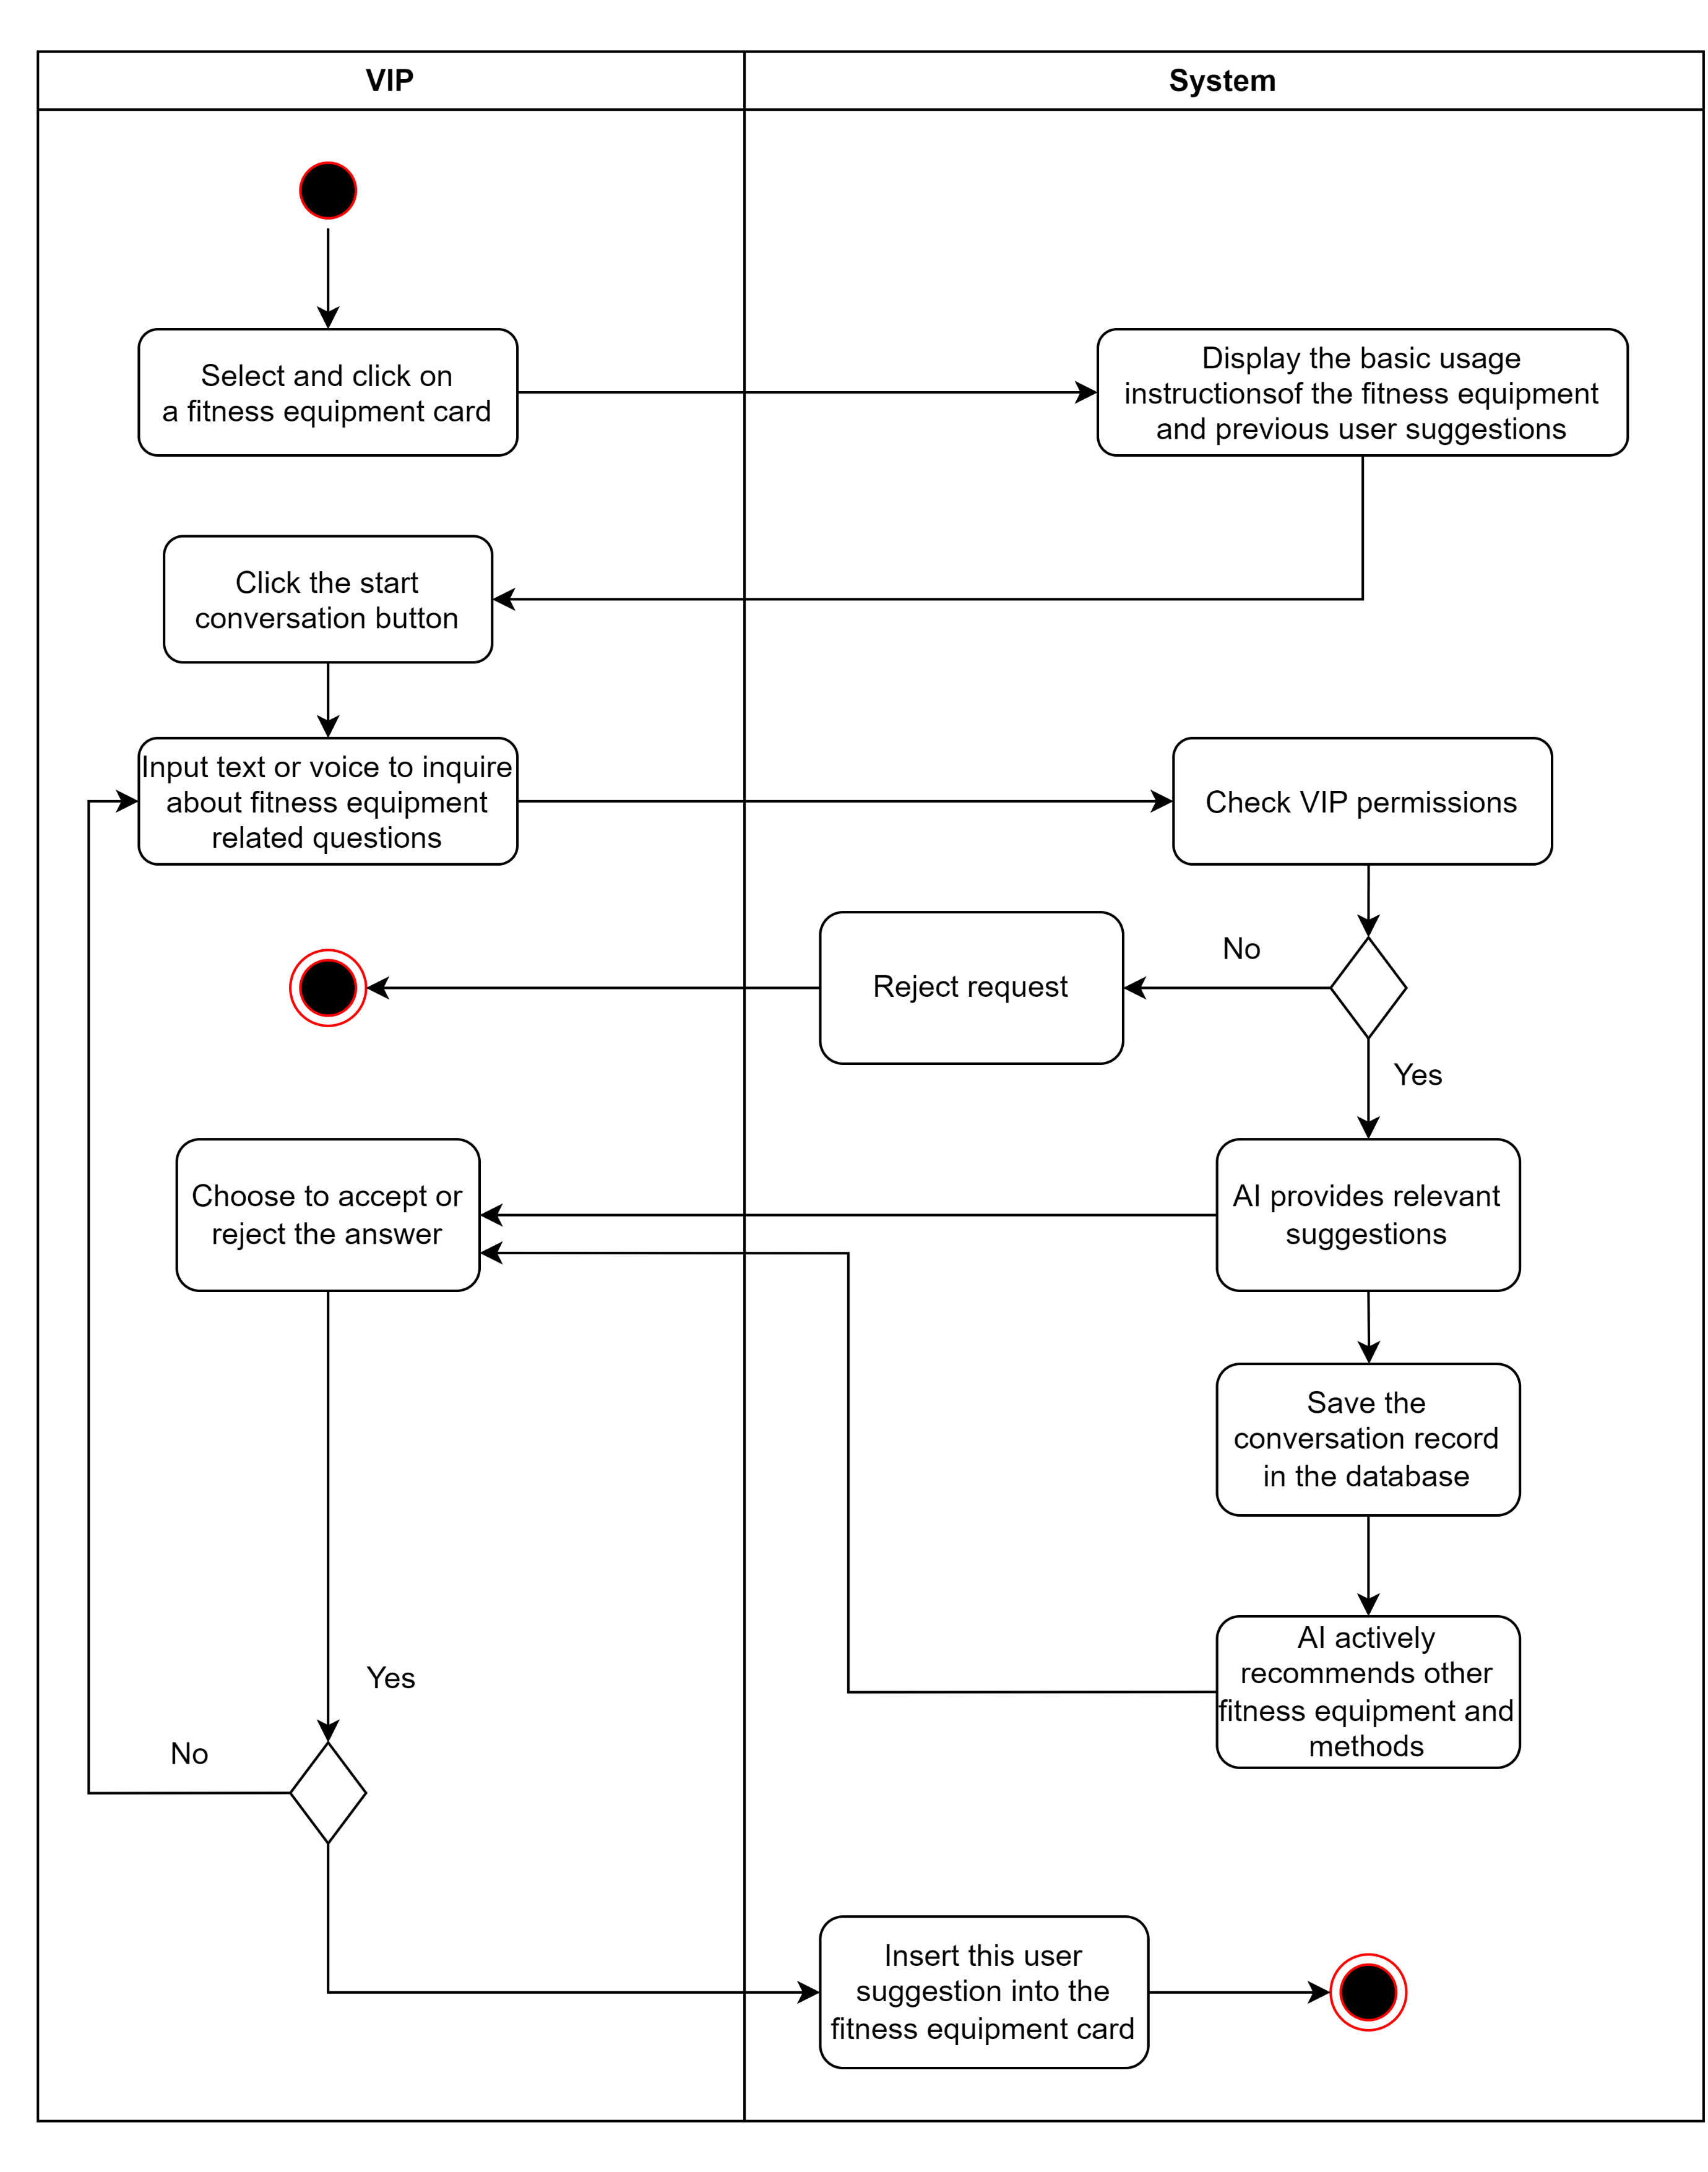 VIP
System
Select and click on
a fitness equipment card
Display the basic usage
instructionsof the fitness equipment
and previous user suggestions
Click the start
conversation button
Input text or voice to inquire
about fitness equipment
related questions
Check VIP permissions
No
Reject request
Yes
Choose to accept or
reject the answer
AI provides relevant
suggestions
Save the
conversation record
in the database
AI actively
recommends other
fitness equipment and
methods
Yes
No
Insert this user
suggestion into the
fitness equipment card